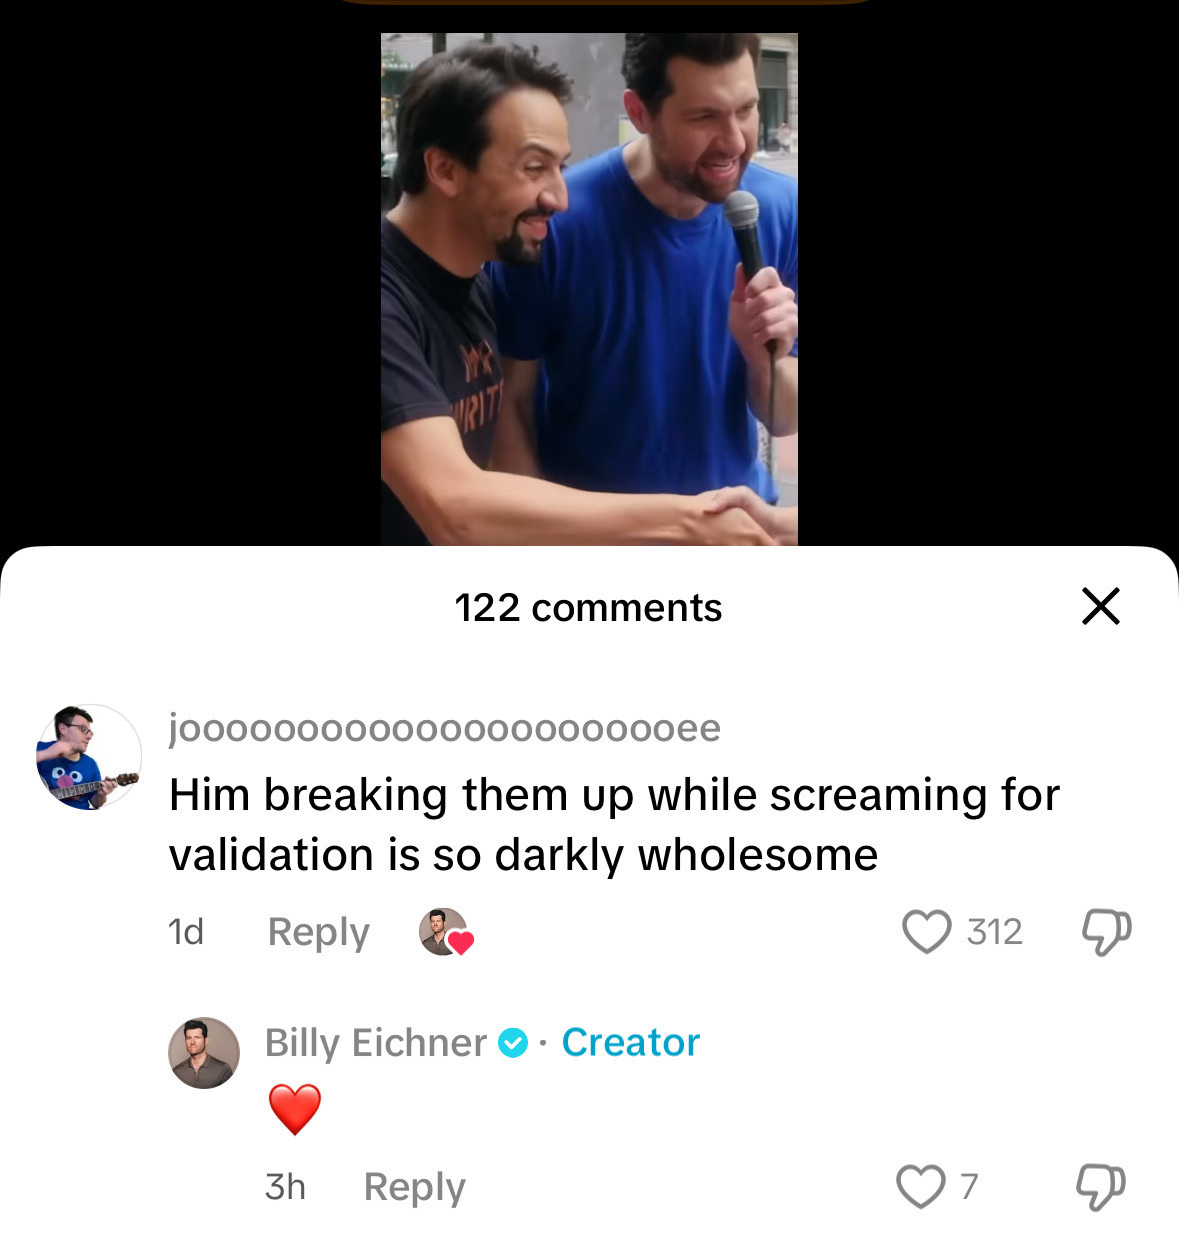 122 comments
joooooooooooooooooooooee
Him breaking them up while screaming for
validation is so darkly wholesome
1d Reply 312
Billy Eichner · Creator
❤️
3h Reply 7